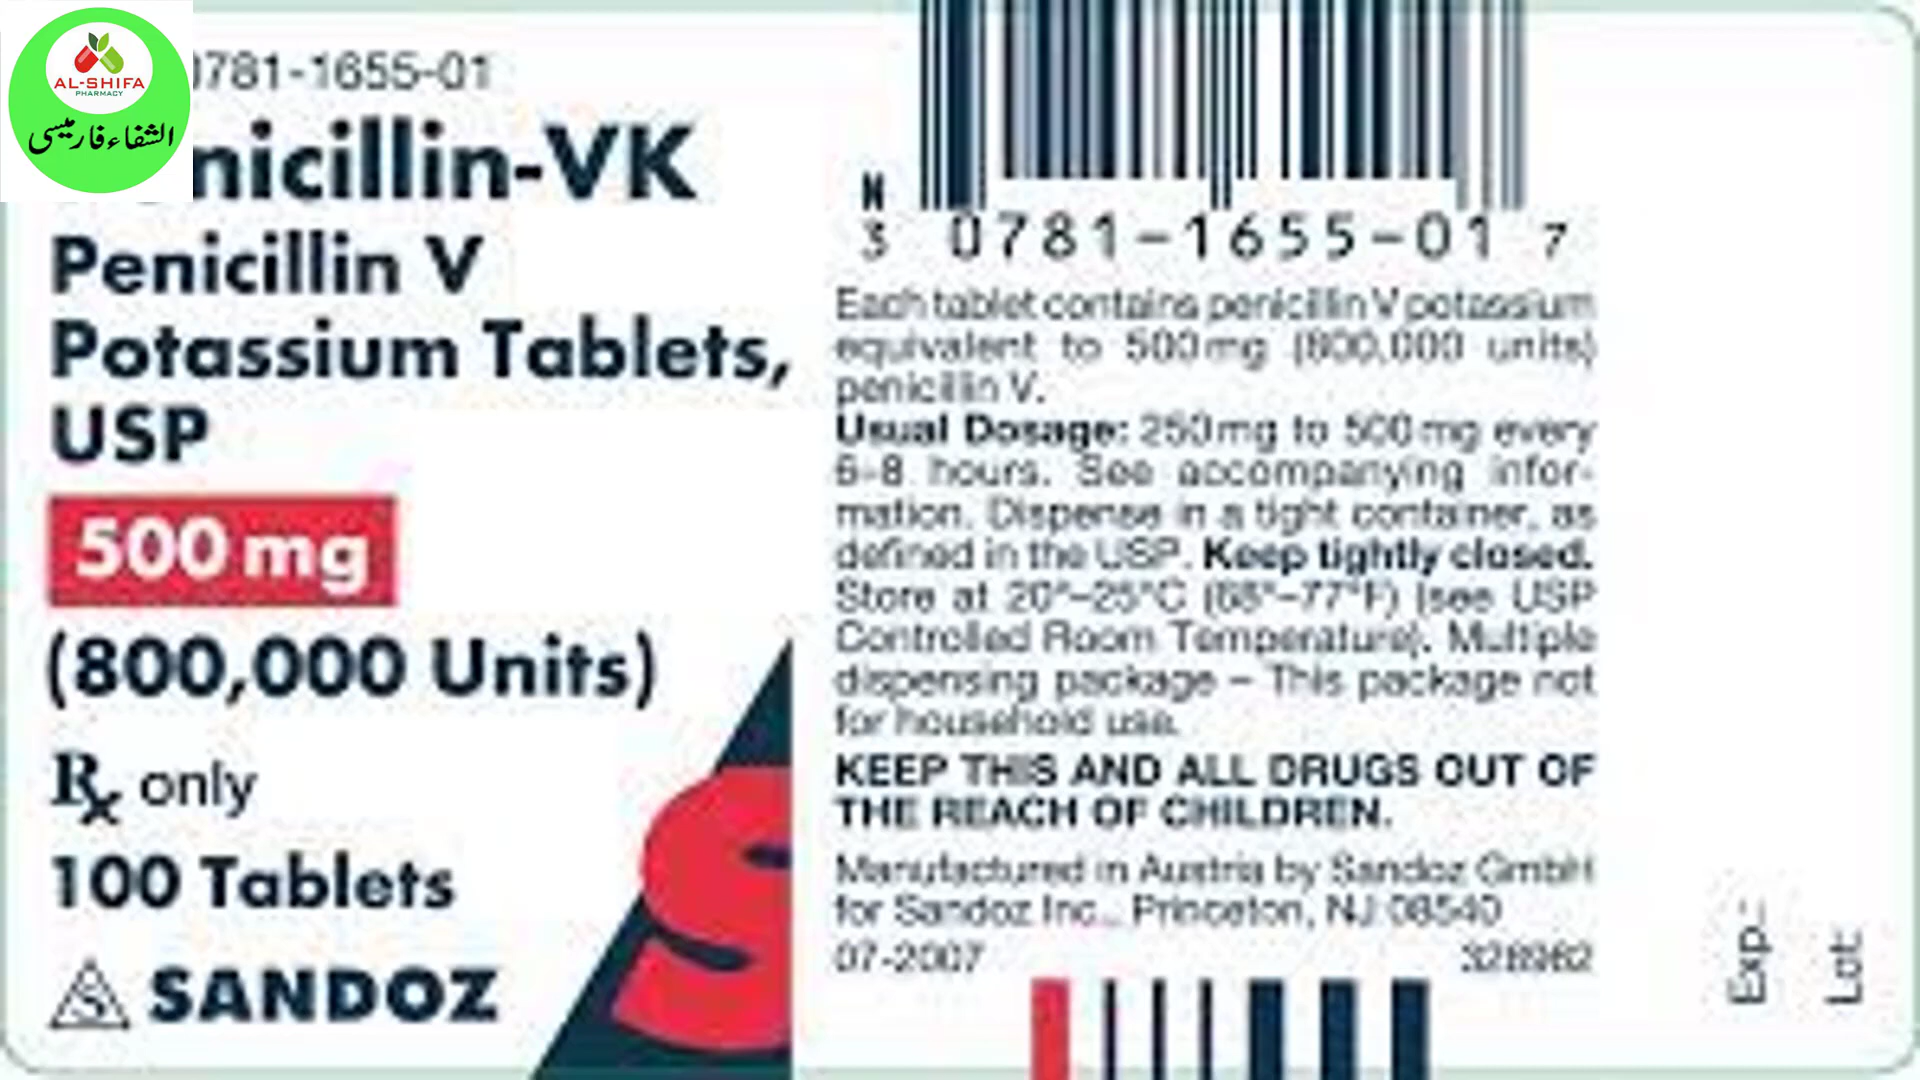 AL-SHIFA
PHARMACY
الشفاء فارمیسی
0781-1655-01
nicillin-VK
Penicillin V
Potassium Tablets,
USP
500 mg
(800,000 Units)
Rx only
100 Tablets
S SANDOZ
S
N
3 0781-1655-01 7
Each tablet contains penicillin V potassium
equivalent to 500 mg (800,000 units)
penicillin V.
Usual Dosage: 250 mg to 500 mg every
6-8 hours. See accompanying infor-
mation. Dispense in a tight container, as
defined in the USP. Keep tightly closed.
Store at 20°–25°C (68°–77°F) (see USP
Controlled Room Temperature). Multiple
dispensing package – This package not
for household use.
KEEP THIS AND ALL DRUGS OUT OF
THE REACH OF CHILDREN.
Manufactured in Austria by Sandoz GmbH
for Sandoz Inc., Princeton, NJ 08540
07-2007
Exp.:
Lot: